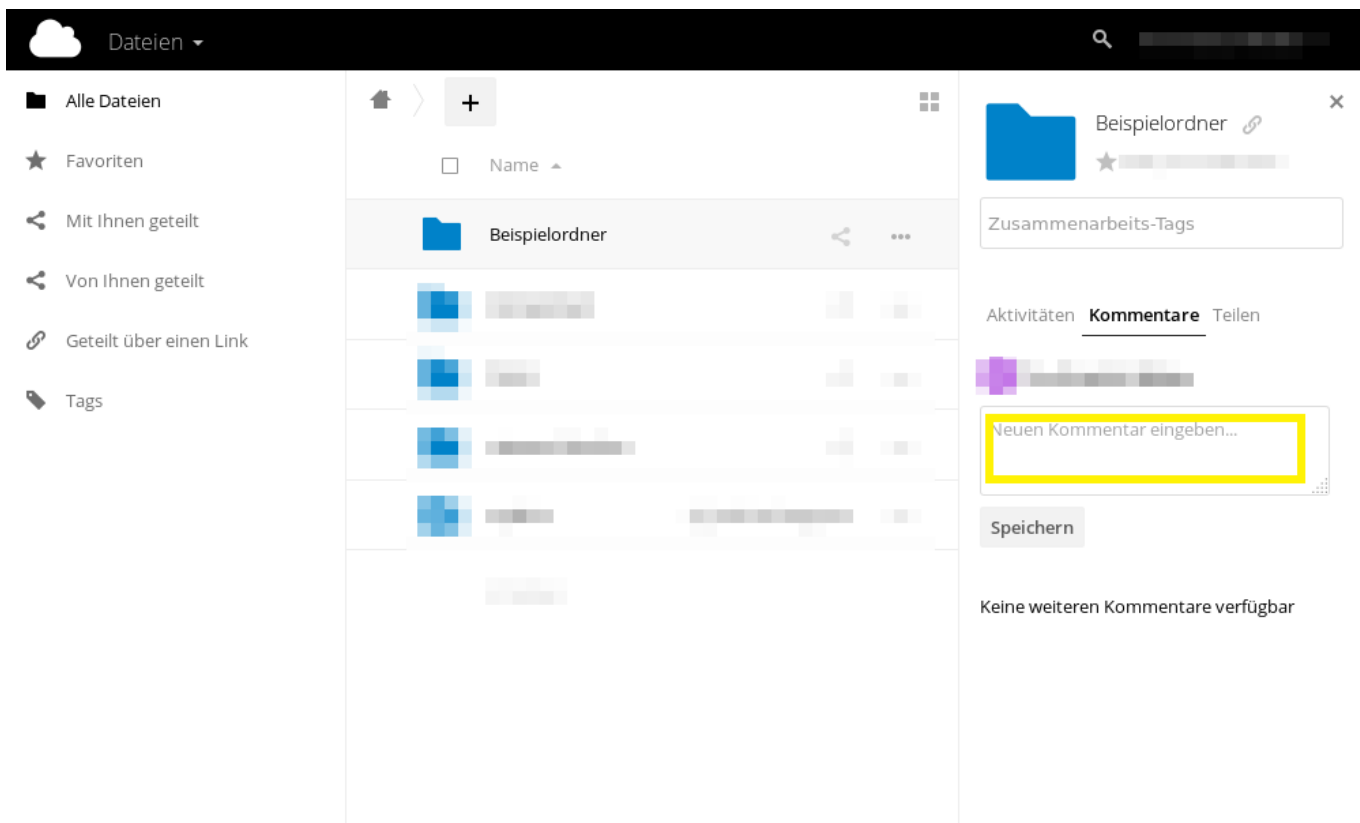 Dateien
Alle Dateien
Favoriten
Mit Ihnen geteilt
Von Ihnen geteilt
Geteilt über einen Link
Tags
Name
Beispielordner
Beispielordner
Zusammenarbeits-Tags
Aktivitäten Kommentare Teilen
Neuen Kommentar eingeben...
Speichern
Keine weiteren Kommentare verfügbar